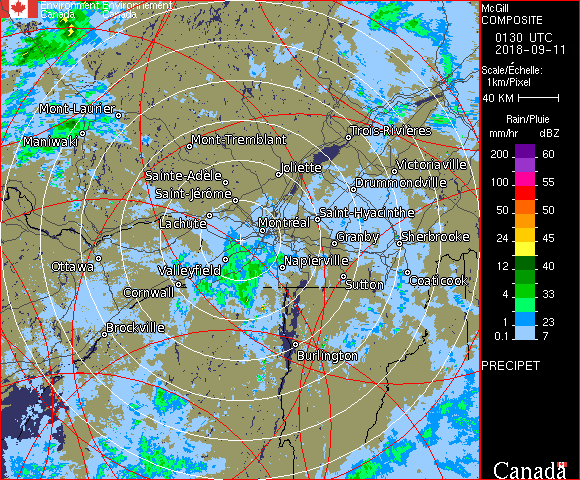 Environment Environnement
Canada Canada
McGill
COMPOSITE
0130 UTC
2018-09-11
Scale/Échelle:
1km/Pixel
40 KM
Rain/Pluie
mm/hr dBZ
200 60
100 55
50 50
24 45
12 40
4 33
1 23
0.1 7
PRECIPET
Canada
Mont-Laurier
Maniwaki
Mont-Tremblant
Trois-Rivières
Sainte-Adèle
Joliette
Victoriaville
Saint-Jérôme
Drummondville
Lachute
Montréal
Saint-Hyacinthe
Granby
Sherbrooke
Ottawa
Valleyfield
Napierville
Cornwall
Sutton
Coaticook
Brockville
Burlington